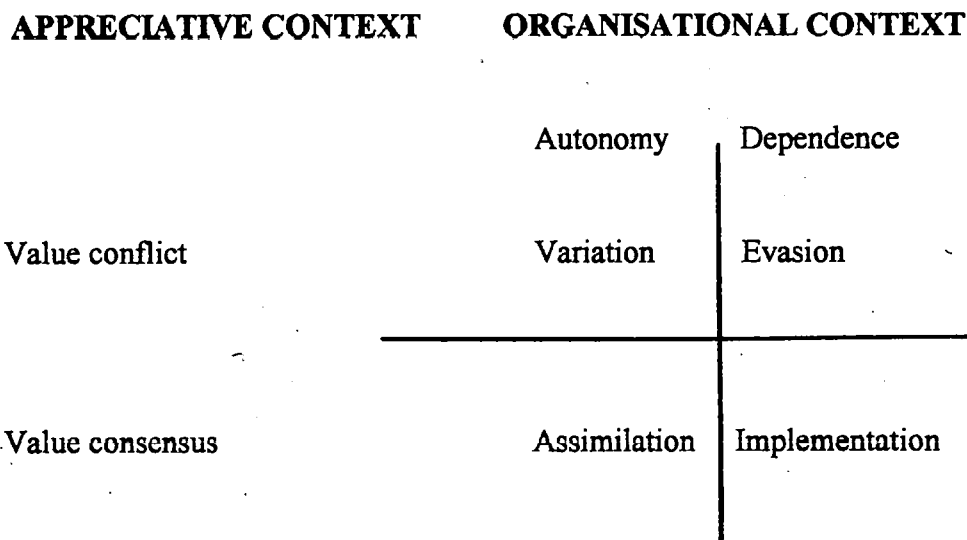 APPRECIATIVE CONTEXT ORGANISATIONAL CONTEXT
Autonomy Dependence
Value conflict Variation Evasion
Value consensus Assimilation Implementation